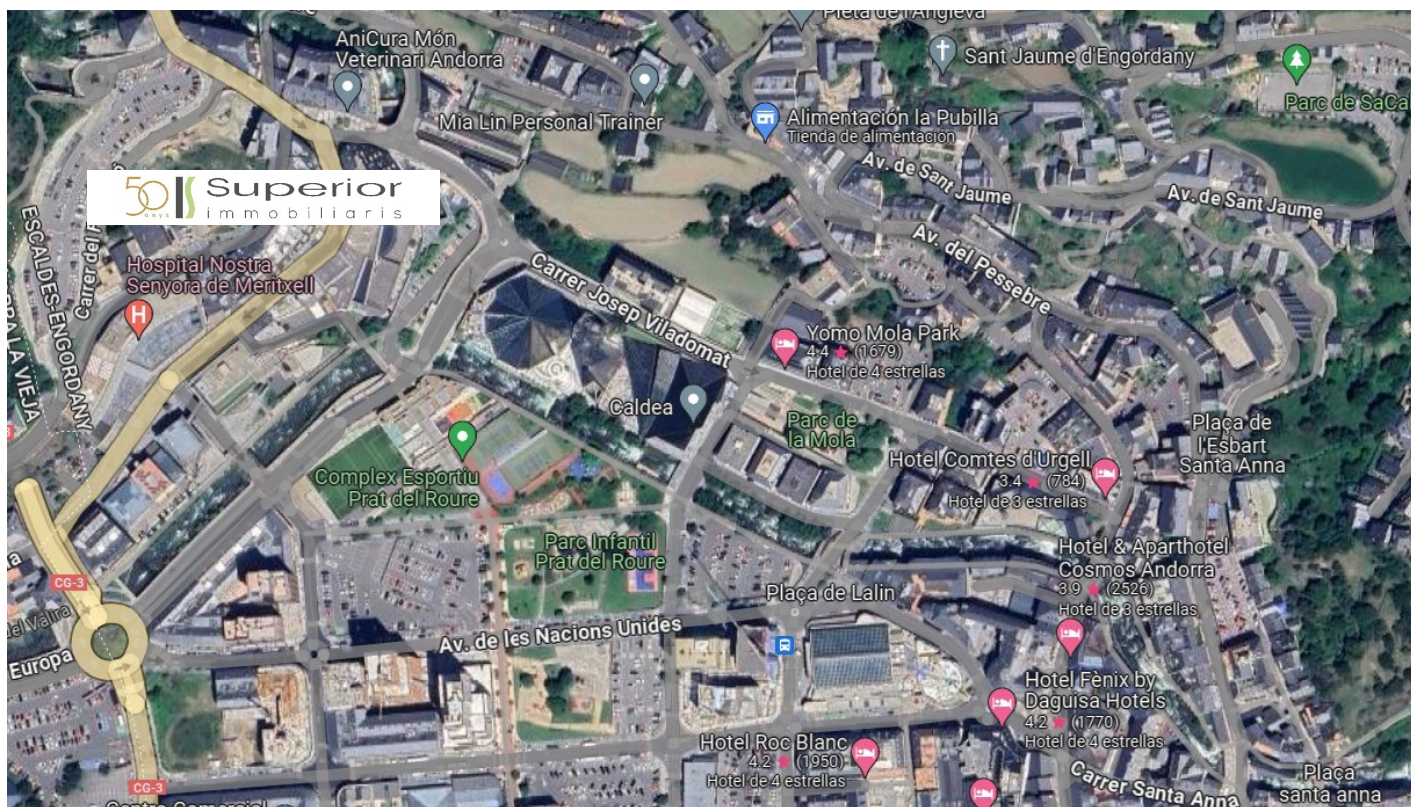 Pleta de l'Angleva
AniCura Món
Veterinari Andorra
Sant Jaume d'Engordany
Parc de SaCal
Mia Lin Personal Trainer
Alimentación la Pubilla
Tienda de alimentación
Av. de Sant Jaume
Av. de Sant Jaume
50 anys Superior
immobiliaris
ESCALDES-ENGORDANY
Carrer del
Av. del Pessebre
Hospital Nostra
Senyora de Meritxell
Carrer Josep Viladomat
H
LA VIEJA
Yomo Mola Park
4.4 ★ (1679)
Hotel de 4 estrellas
Caldea
Parc de
la Mola
Plaça de
l'Esbart
Santa Anna
Hotel Comtes d'Urgell
3.4 ★ (784)
Hotel de 3 estrellas
Complex Esportiu
Prat del Roure
Parc Infantil
Prat del Roure
Hotel & Aparthotel
Cosmos Andorra
3.9 ★ (2526)
Hotel de 3 estrellas
CG-3
Plaça de Lalin
del Valira
Av. de les Nacions Unides
Europa
Hotel Fènix by
Daguisa Hotels
4.2 ★ (1770)
Hotel de 4 estrellas
Hotel Roc Blanc
4.2 ★ (1950)
Hotel de 4 estrellas
Carrer Santa Anna
Plaça
santa anna
CG-3
Centre Comercial